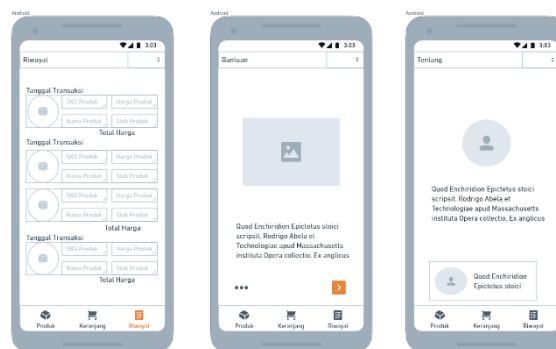 Android
3:03
Riwayat
Tanggal Transaksi
SKU Produk
Harga Produk
Nama Produk
Stok Produk
Total Harga
Tanggal Transaksi
SKU Produk
Harga Produk
Nama Produk
Stok Produk
SKU Produk
Harga Produk
Nama Produk
Stok Produk
Total Harga
Tanggal Transaksi
SKU Produk
Harga Produk
Nama Produk
Stok Produk
Total Harga
Produk Keranjang Riwayat
Android
3:03
Bantuan
Quod Enchiridion Epictetus stoici
scripsit. Rodrigo Abela et
Technologiae apud Massachusetts
instituta Opera collectio. Ex anglicus
Produk Keranjang Riwayat
Android
3:03
Tentang
Quod Enchiridion Epictetus stoici
scripsit. Rodrigo Abela et
Technologiae apud Massachusetts
instituta Opera collectio. Ex anglicus
Quod Enchiridion
Epictetus stoici
Produk Keranjang Riwayat